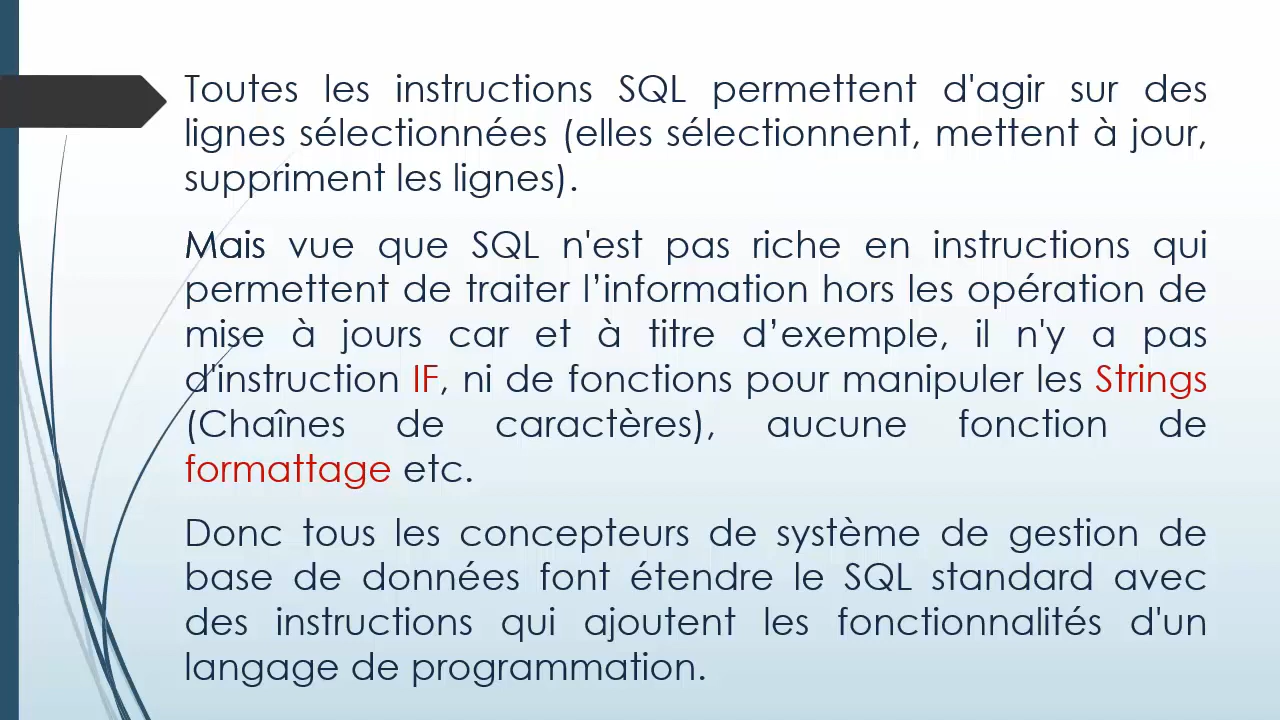 Toutes les instructions SQL permettent d'agir sur des
lignes sélectionnées (elles sélectionnent, mettent à jour,
suppriment les lignes).
Mais vue que SQL n'est pas riche en instructions qui
permettent de traiter l’information hors les opération de
mise à jours car et à titre d’exemple, il n'y a pas
d'instruction IF, ni de fonctions pour manipuler les Strings
(Chaînes de caractères), aucune fonction de
formattage etc.
Donc tous les concepteurs de système de gestion de
base de données font étendre le SQL standard avec
des instructions qui ajoutent les fonctionnalités d'un
langage de programmation.